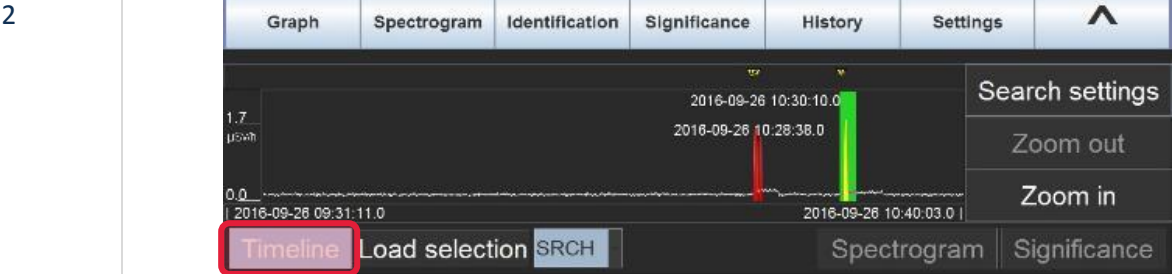 2
Graph Spectrogram Identification Significance History Settings
2016-09-26 10:30:10.0
1.7
µSv/h
2016-09-26 10:28:38.0
0.0
2016-09-26 09:31:11.0 2016-09-26 10:40:03.0
Search settings
Zoom out
Zoom in
Timeline Load selection SRCH Spectrogram Significance